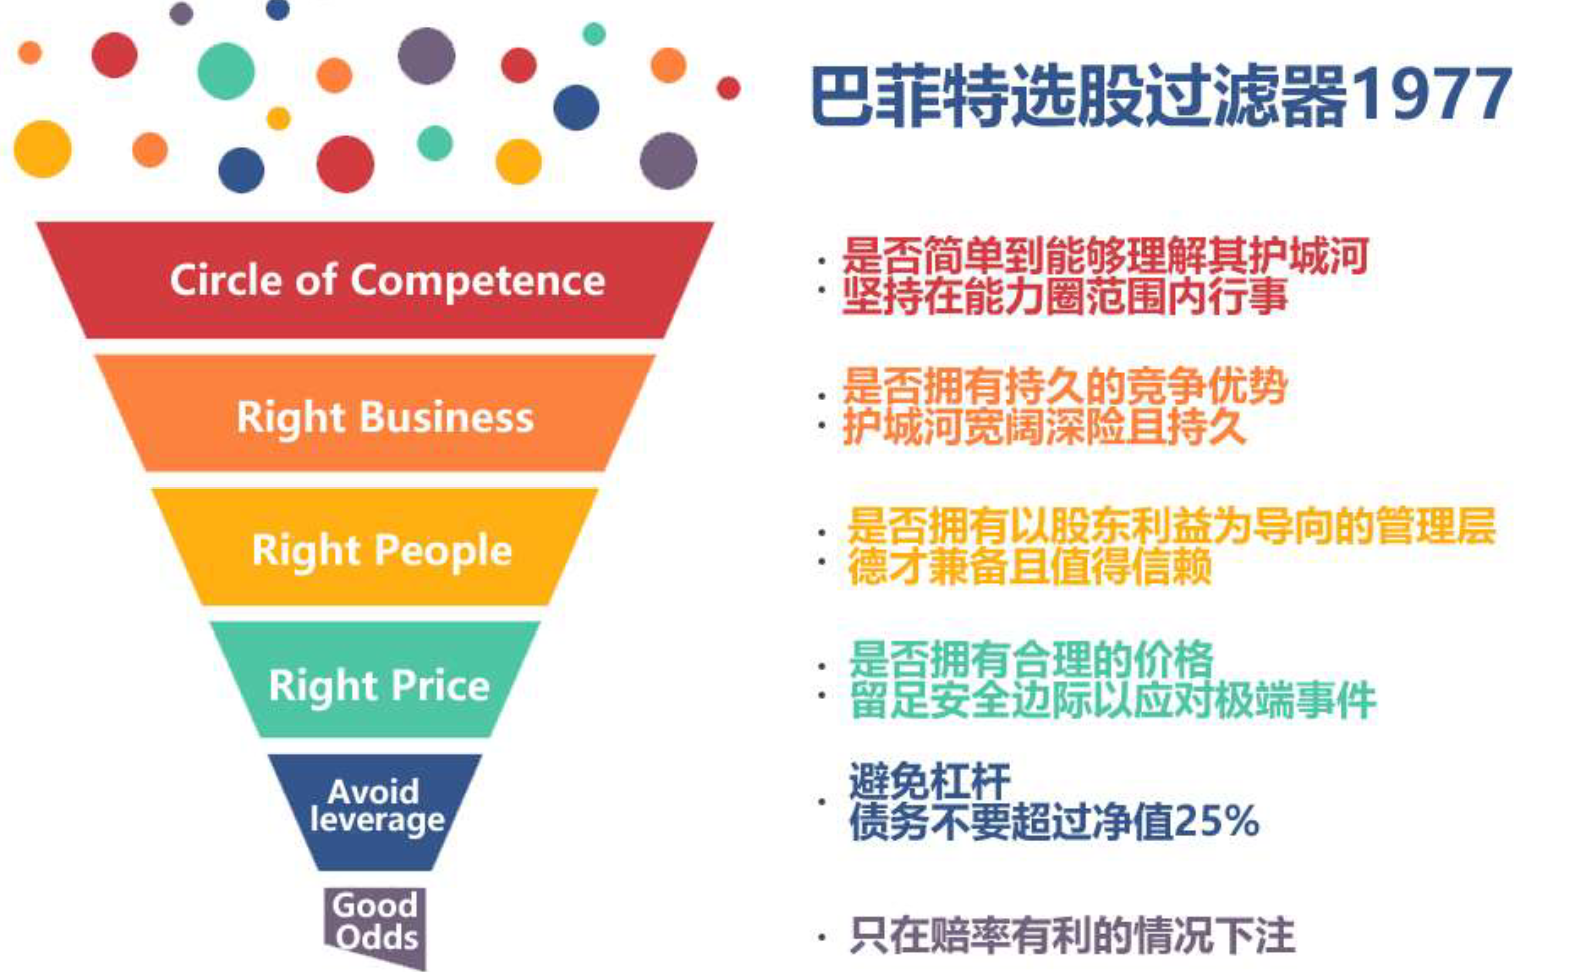 巴菲特选股过滤器1977
Circle of Competence
· 是否简单到能够理解其护城河
· 坚持在能力圈范围内行事
Right Business
· 是否拥有持久的竞争优势
· 护城河宽阔深险且持久
Right People
· 是否拥有以股东利益为导向的管理层
· 德才兼备且值得信赖
Right Price
· 是否拥有合理的价格
· 留足安全边际以应对极端事件
Avoid
leverage
· 避免杠杆
债务不要超过净值25%
Good
Odds
· 只在赔率有利的情况下注